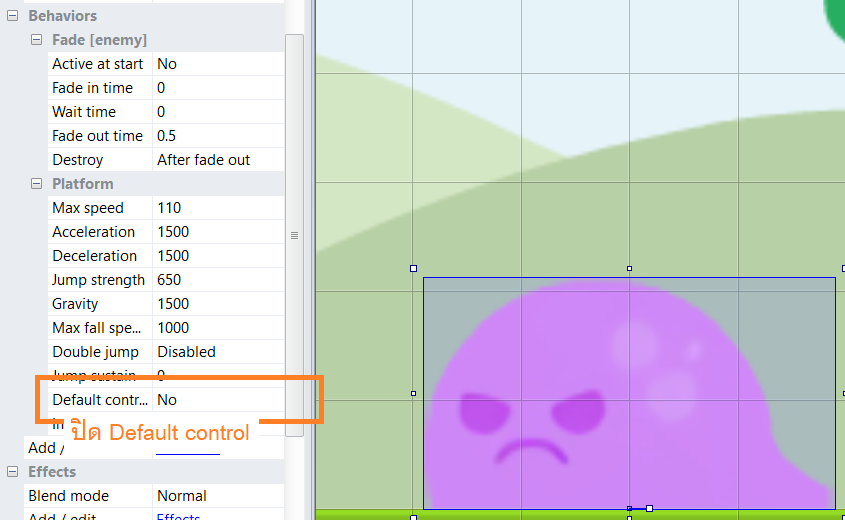 Behaviors
Fade [enemy]
Active at start No
Fade in time 0
Wait time 0
Fade out time 0.5
Destroy After fade out
Platform
Max speed 110
Acceleration 1500
Deceleration 1500
Jump strength 650
Gravity 1500
Max fall spe... 1000
Double jump Disabled
Jump sustain 0
Default contr... No
ปิด Default control
Add /
Effects
Blend mode Normal
Add / edit Effects